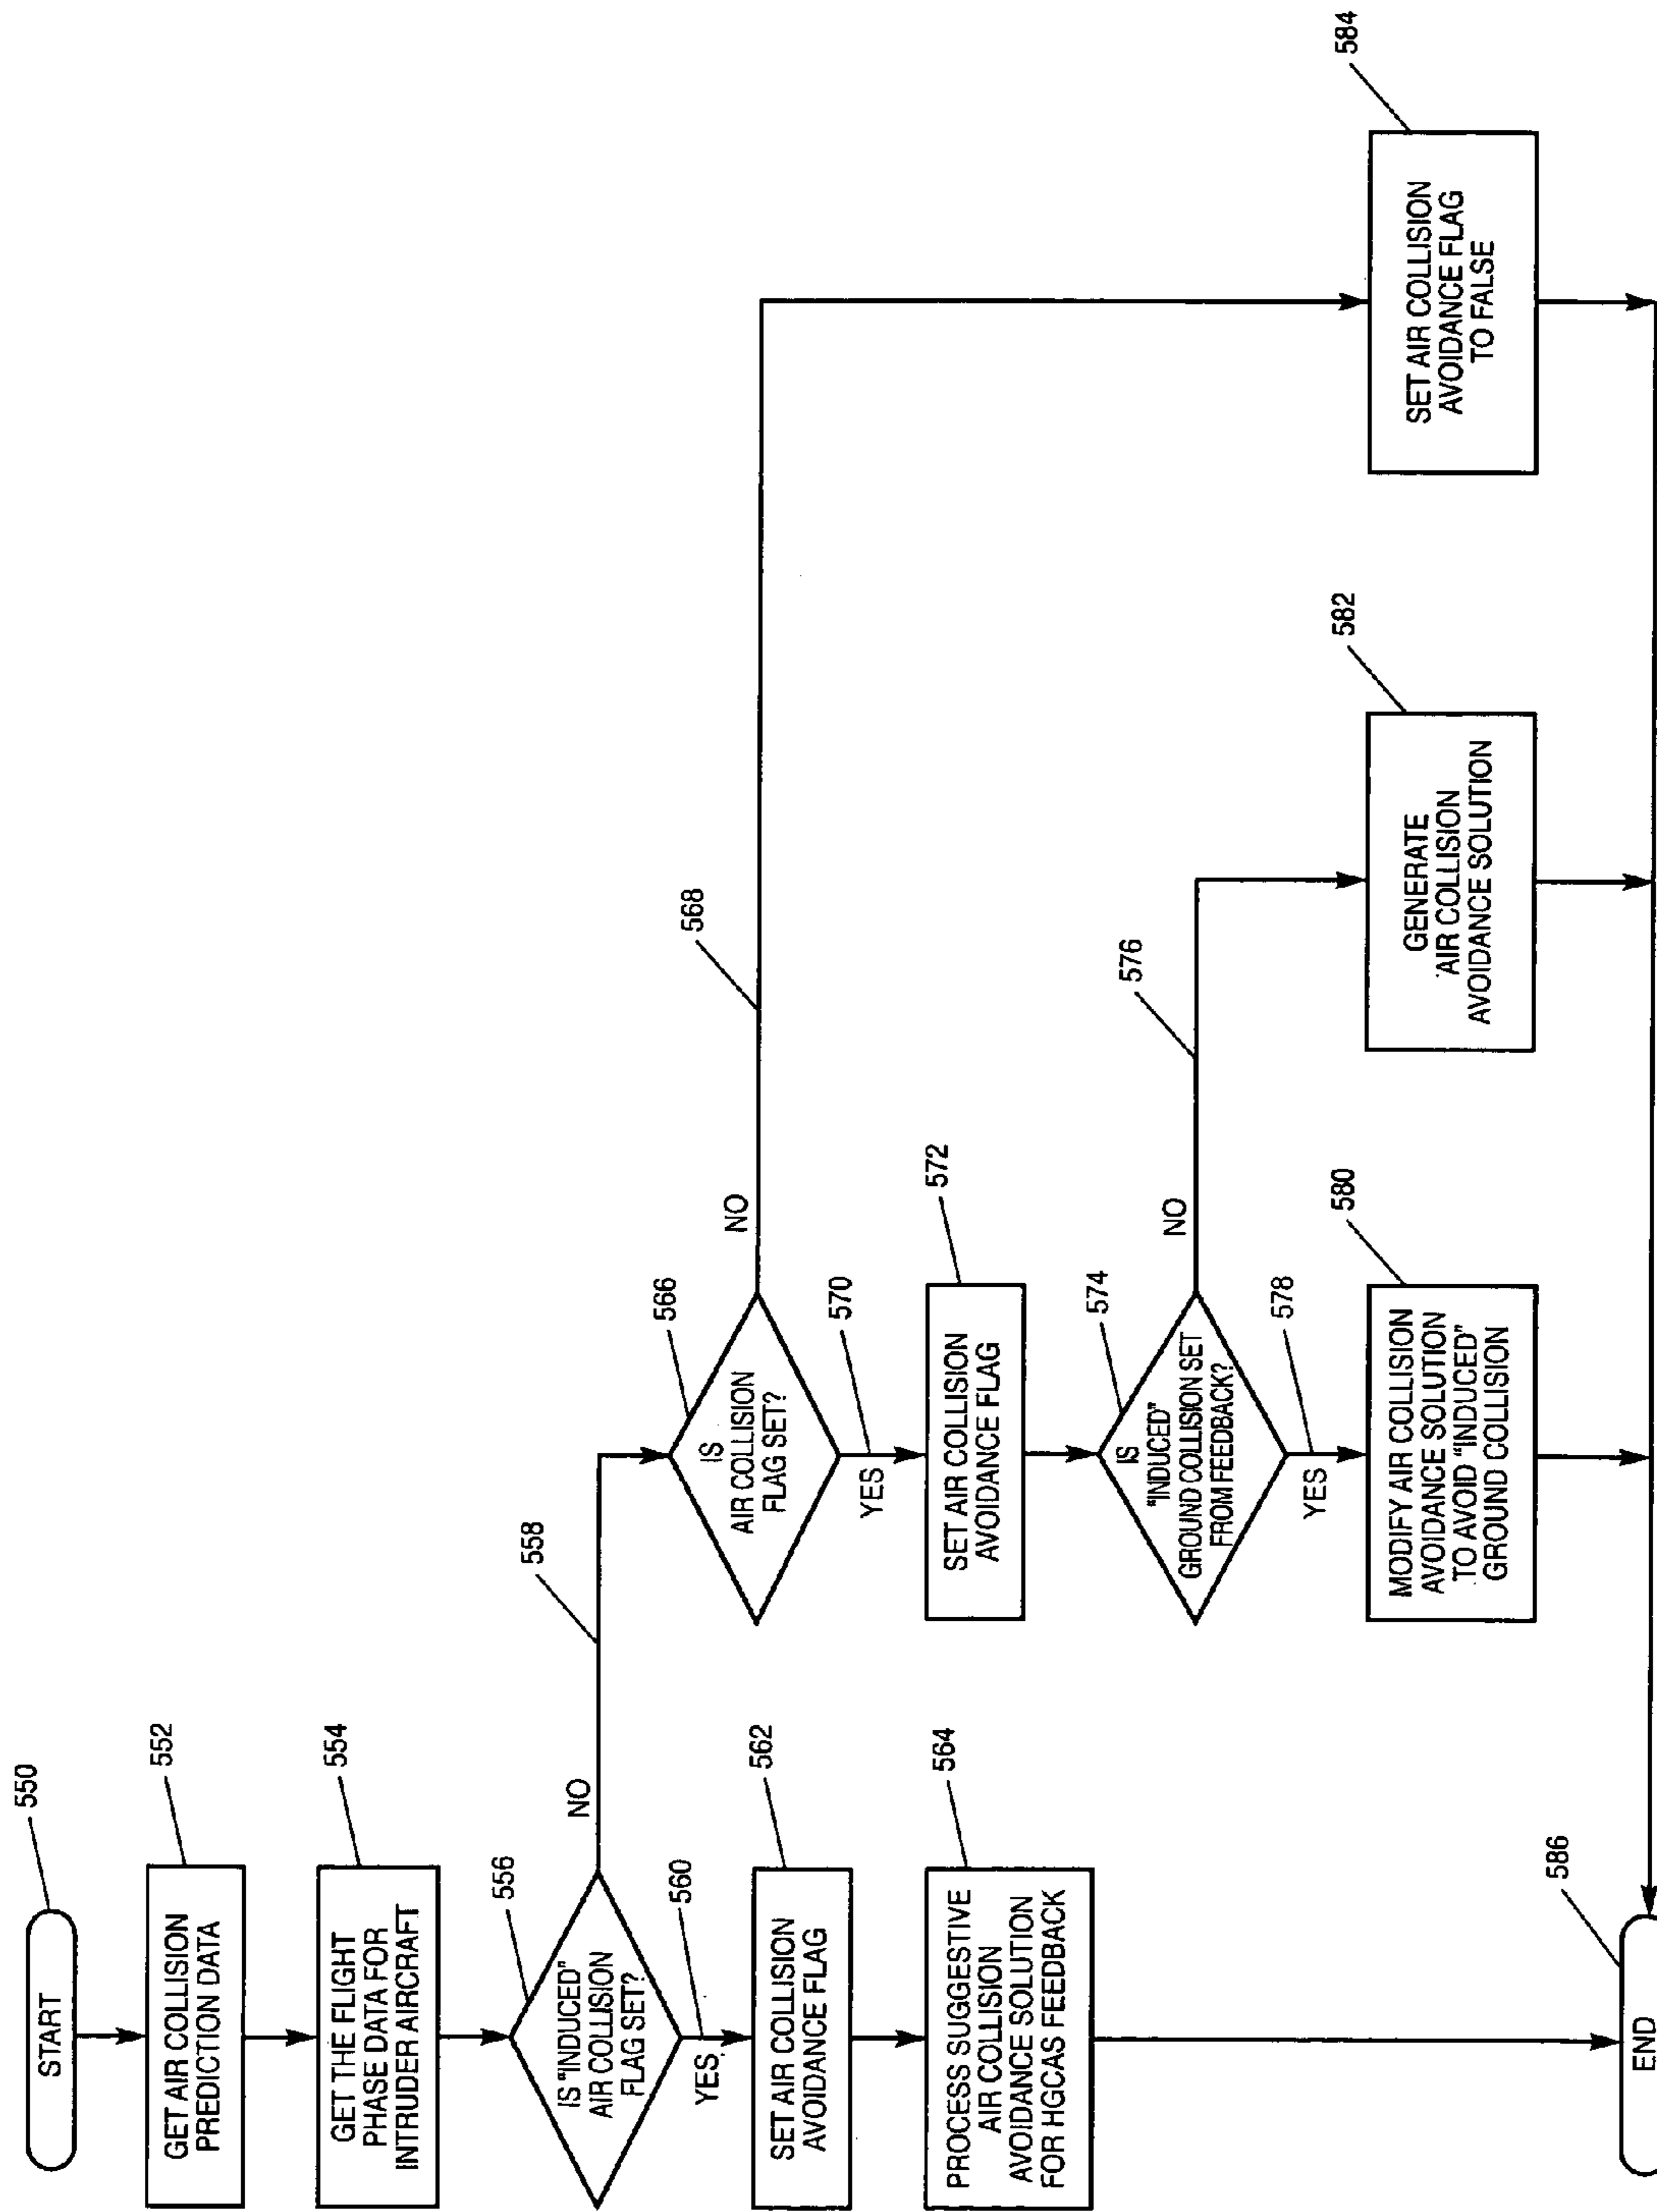 START
550
GET AIR COLLISION
PREDICTION DATA
552
GET THE FLIGHT
PHASE DATA FOR
INTRUDER AIRCRAFT
554
IS "INDUCED"
AIR COLLISION
FLAG SET?
556
NO
558
YES
560
SET AIR COLLISION
AVOIDANCE FLAG
562
PROCESS SUGGESTIVE
AIR COLLISION
AVOIDANCE SOLUTION
FOR HGCAS FEEDBACK
564
IS
AIR COLLISION
FLAG SET?
566
NO
568
YES
570
SET AIR COLLISION
AVOIDANCE FLAG
572
IS
"INDUCED"
GROUND COLLISION SET
FROM FEEDBACK?
574
NO
576
YES
578
MODIFY AIR COLLISION
AVOIDANCE SOLUTION
TO AVOID "INDUCED"
GROUND COLLISION
580
GENERATE
AIR COLLISION
AVOIDANCE SOLUTION
582
SET AIR COLLISION
AVOIDANCE FLAG
TO FALSE
584
END
586